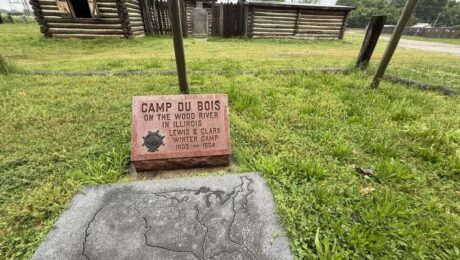 CAMP DU BOIS
ON THE WOOD RIVER
IN ILLINOIS
LEWIS & CLARK
WINTER CAMP
1803 — 1804